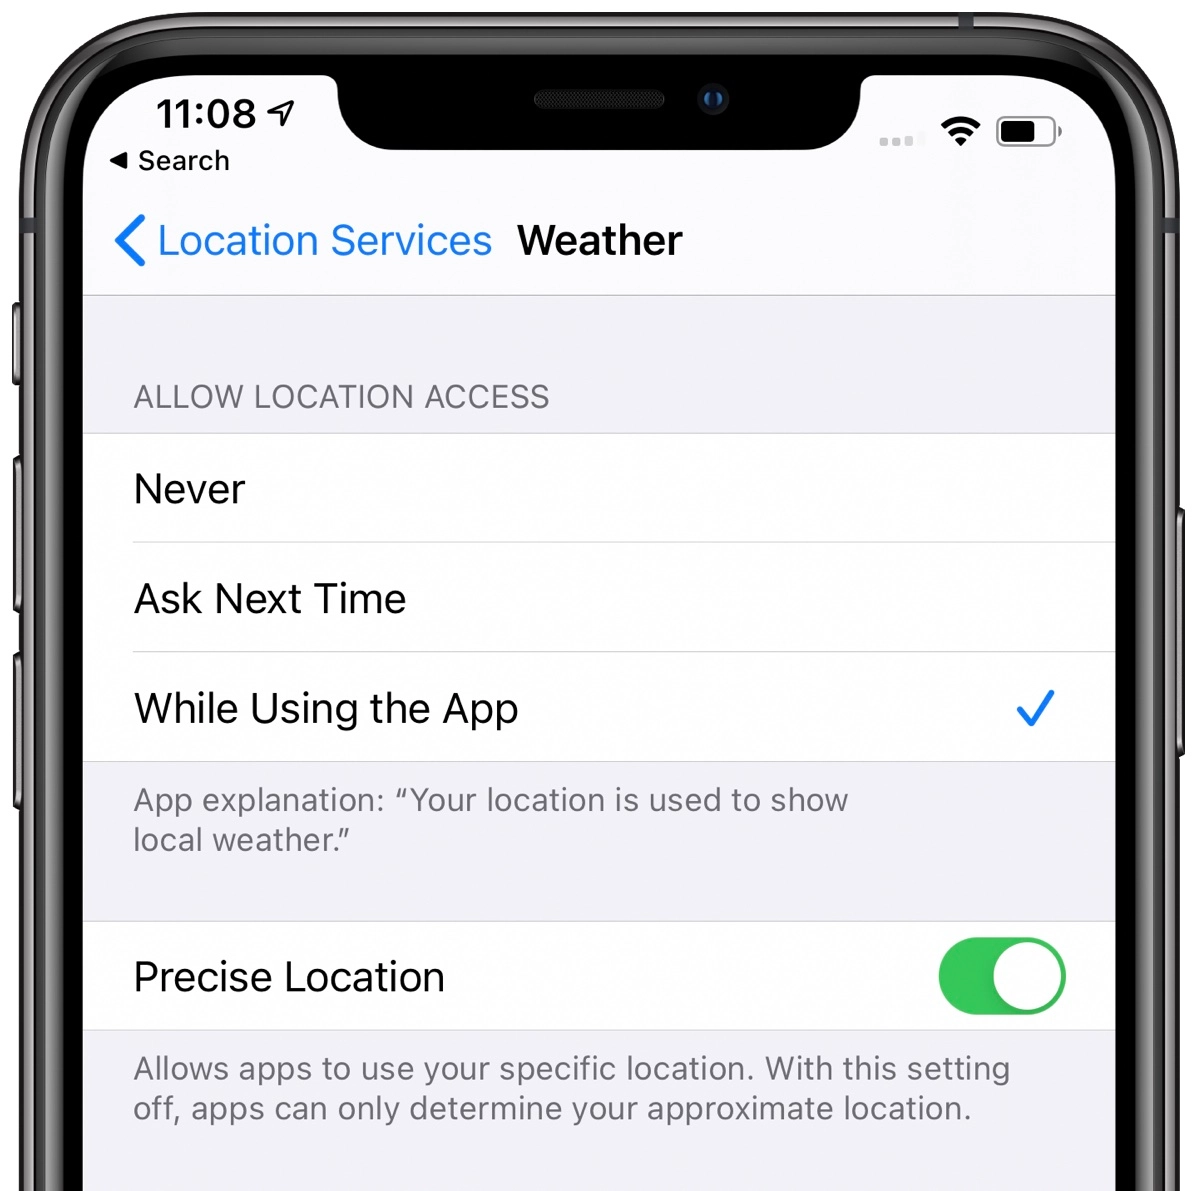 11:08
Search
Location Services Weather
ALLOW LOCATION ACCESS
Never
Ask Next Time
While Using the App
App explanation: “Your location is used to show
local weather.”
Precise Location
Allows apps to use your specific location. With this setting
off, apps can only determine your approximate location.